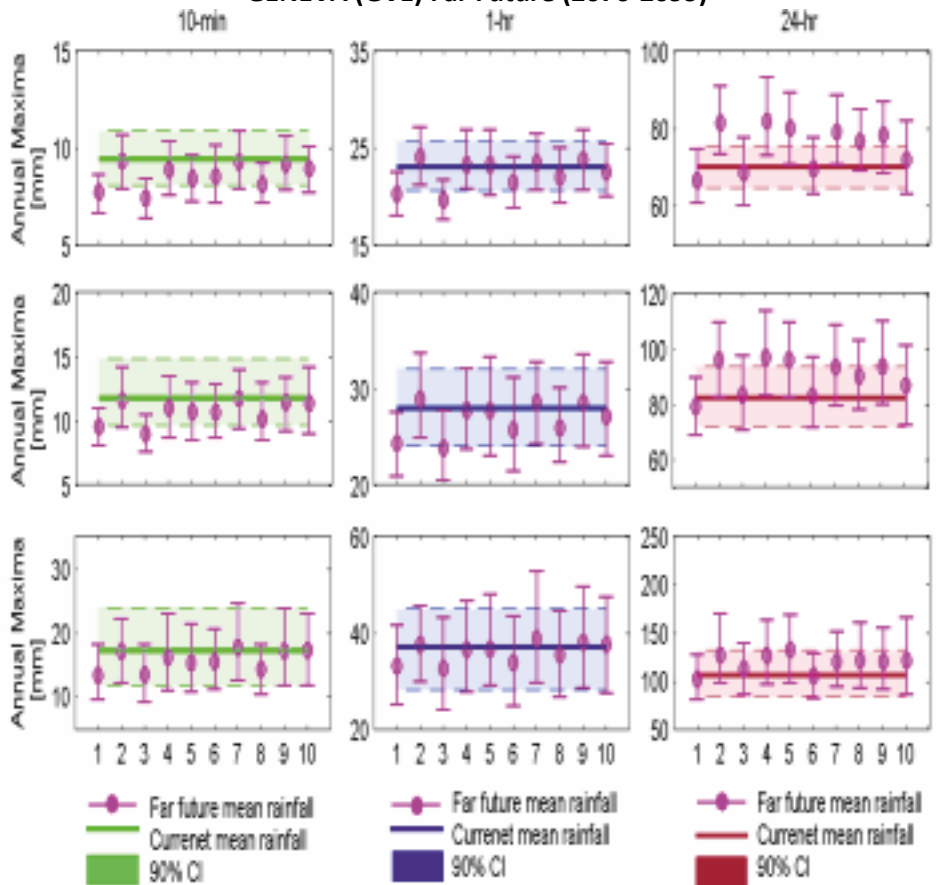 10-min 1-hr 24-hr
Annual Maxima [mm]
15 10 5
35 25 15
100 80 60
Annual Maxima [mm]
20 15 10 5
40 30 20
120 100 80 60
Annual Maxima [mm]
30 20 10
60 40 20
250 200 150 100 50
1 2 3 4 5 6 7 8 9 10
1 2 3 4 5 6 7 8 9 10
1 2 3 4 5 6 7 8 9 10
Far future mean rainfall
Currenet mean rainfall
90% CI
Far future mean rainfall
Currenet mean rainfall
90% CI
Far future mean rainfall
Currenet mean rainfall
90% CI